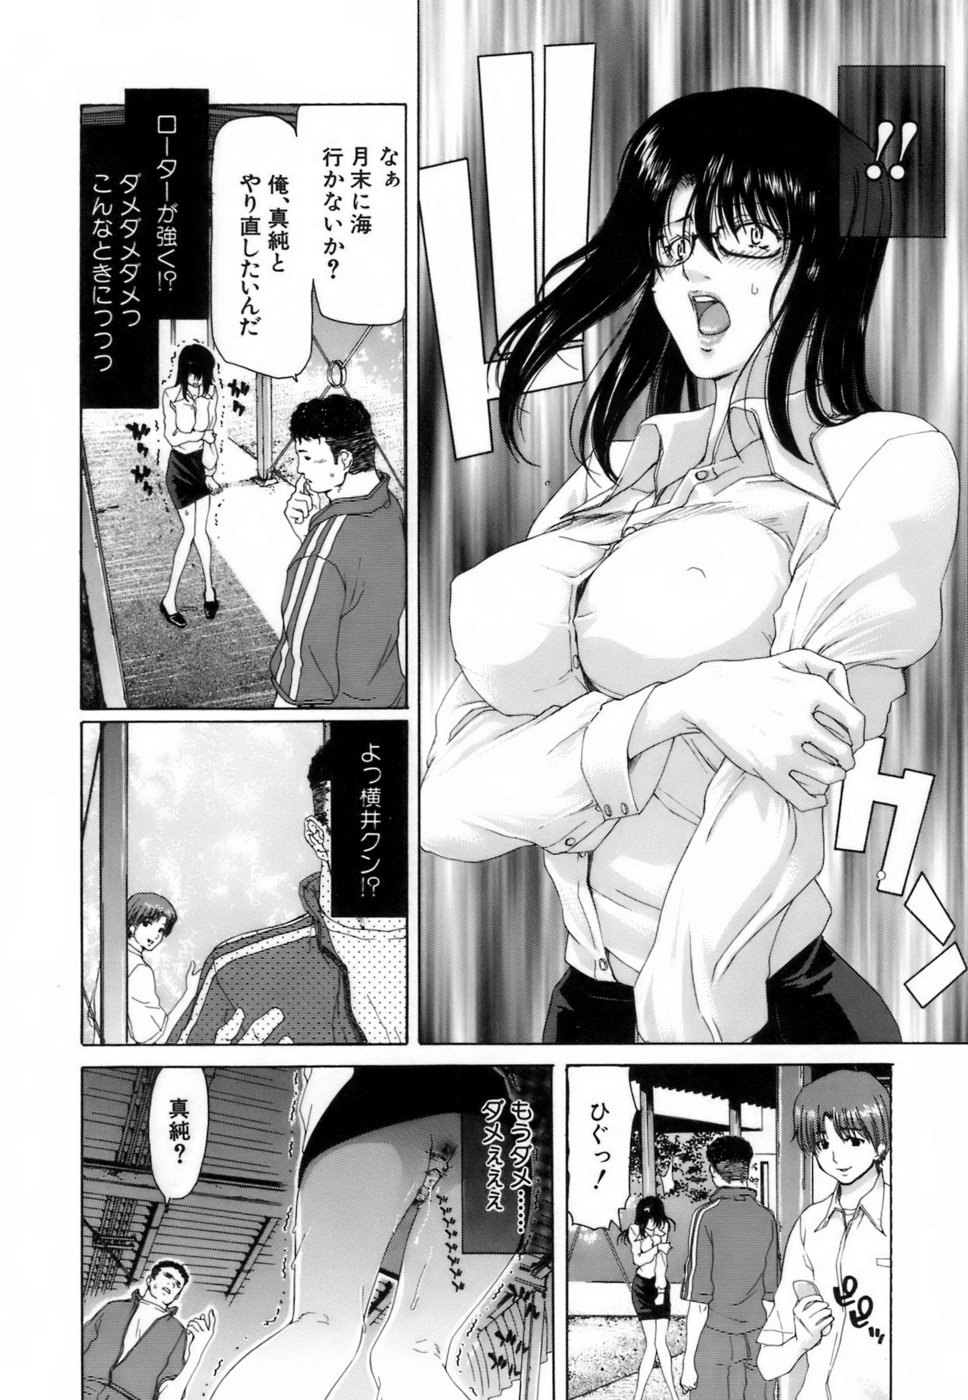 !!
なぁ
月末に海
行かないか?
俺、真純と
やり直したいんだ
ローターが強く!?
ダメダメダメっ
こんなときにっっっ
よっ横井クン!?
ひぐっ!
ピピッ
もうダメ……
ダメぇぇぇ
真純?